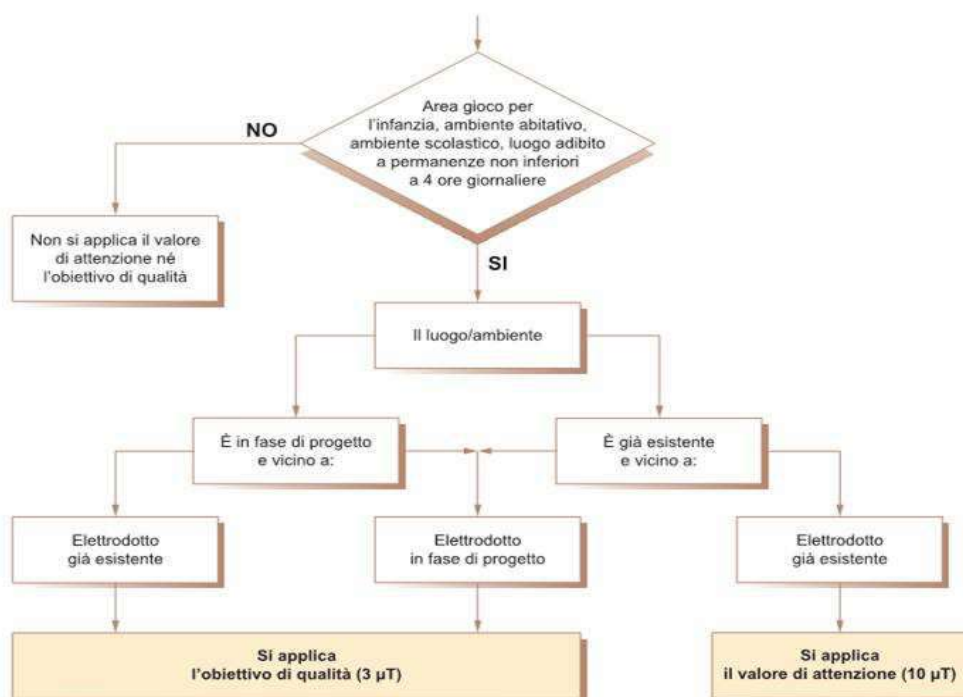 Area gioco per
l'infanzia, ambiente abitativo,
ambiente scolastico, luogo adibito
a permanenze non inferiori
a 4 ore giornaliere
NO
Non si applica il valore
di attenzione né
l'obiettivo di qualità
SI
Il luogo/ambiente
È in fase di progetto
e vicino a:
È già esistente
e vicino a:
Elettrodotto
già esistente
Elettrodotto
in fase di progetto
Elettrodotto
già esistente
Si applica
l'obiettivo di qualità (3 µT)
Si applica
il valore di attenzione (10 µT)